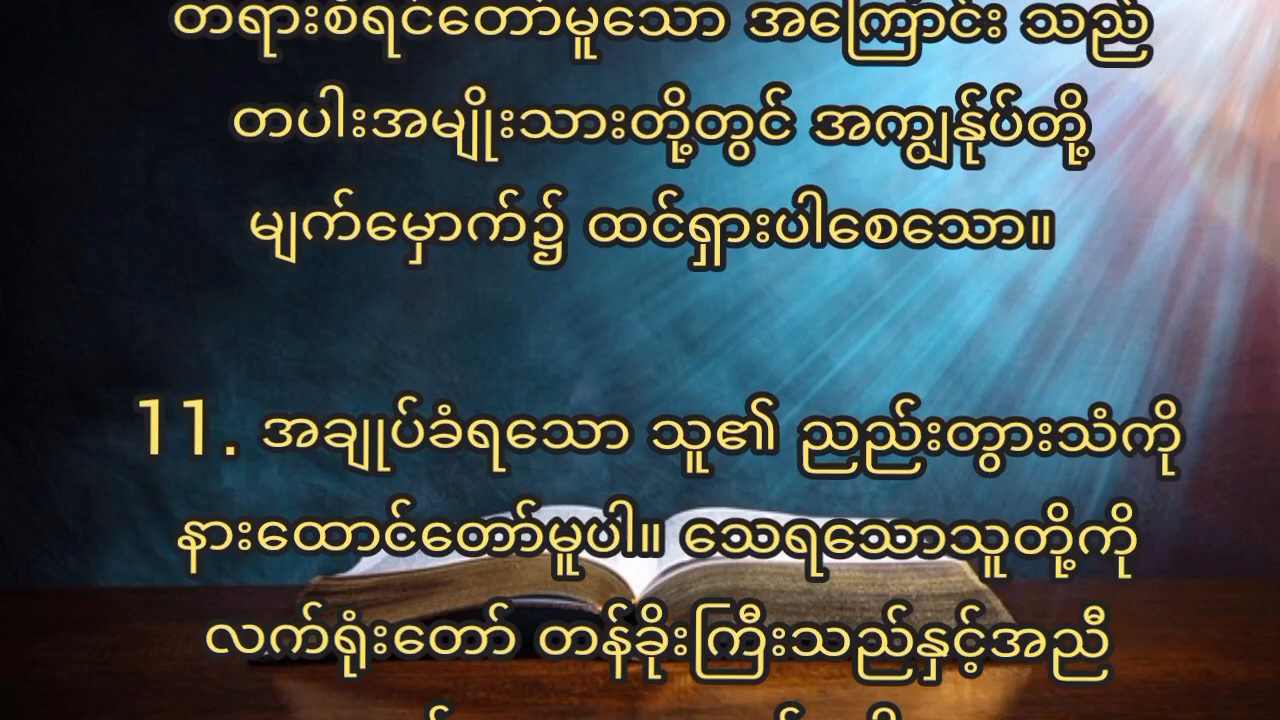 တရားစီရင်တော်မူသော အကြောင်း သည်
တပါးအမျိုးသားတို့တွင် အကျွန်ုပ်တို့
မျက်မှောက်၌ ထင်ရှားပါစေသော။
11. အချုပ်ခံရသော သူ၏ ညည်းတွားသံကို
နားထောင်တော်မူပါ။ သေရသောသူတို့ကို
လက်ရုံးတော် တန်ခိုးကြီးသည်နှင့်အညီ